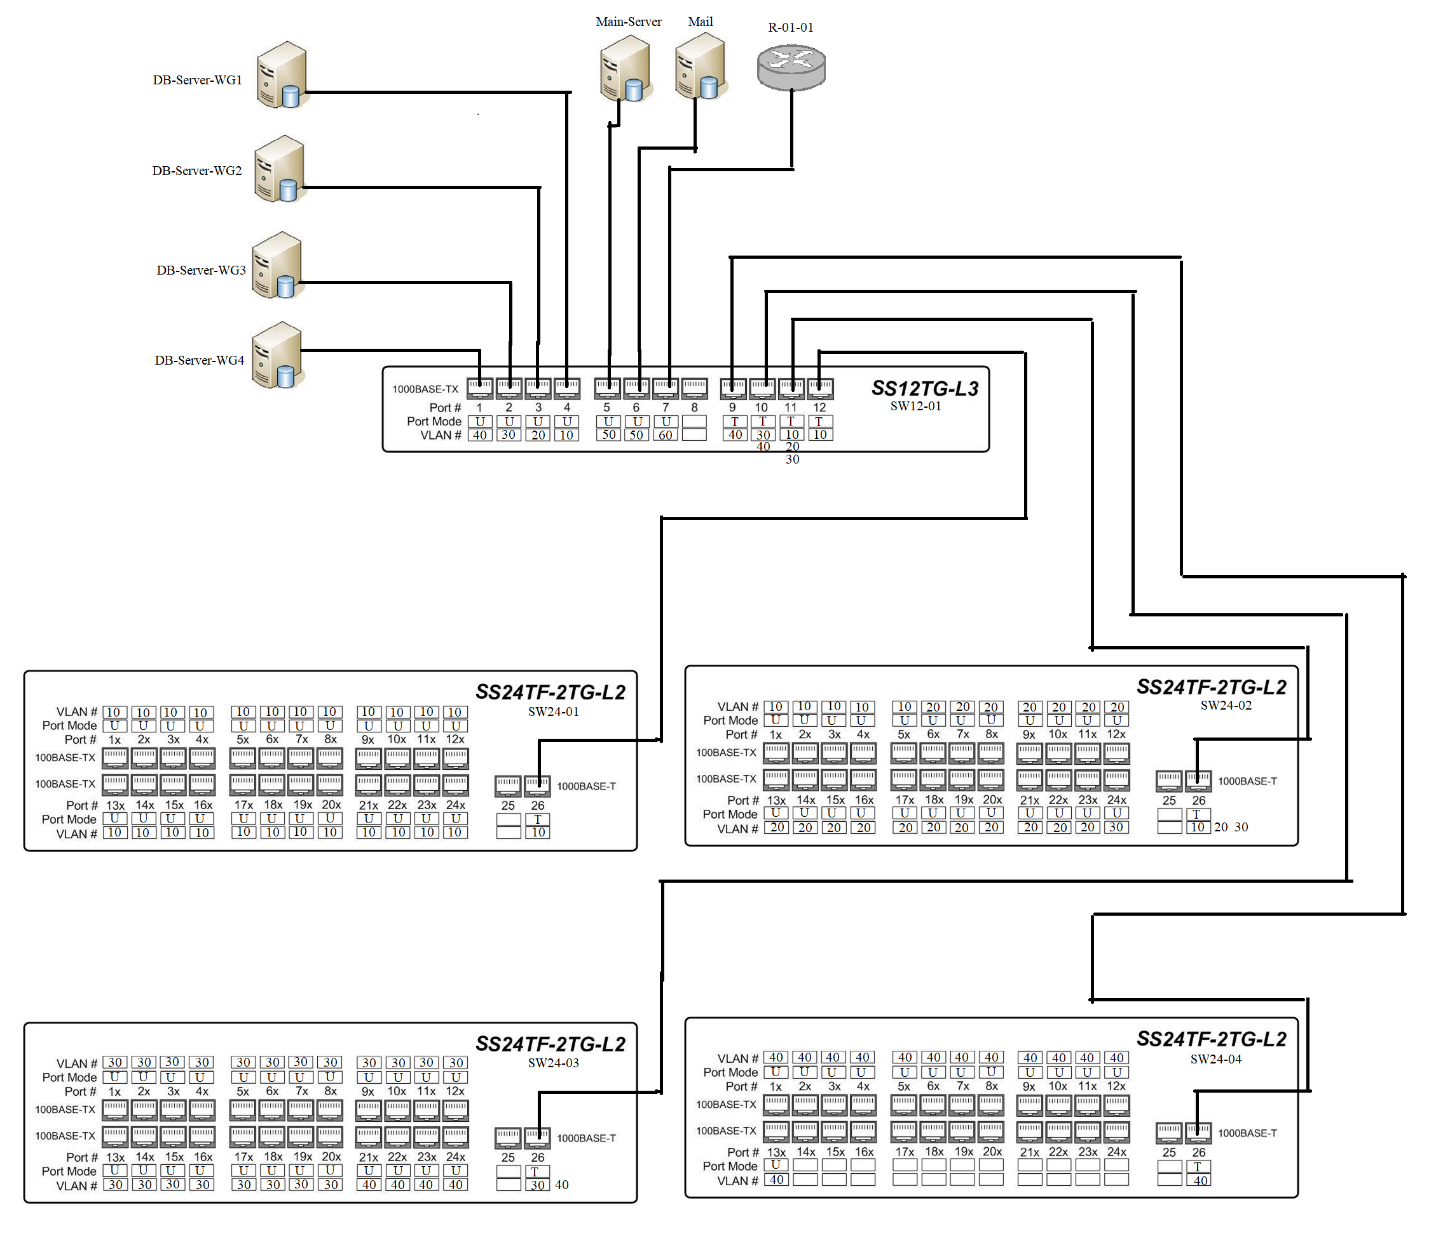 Main-Server Mail R-01-01
DB-Server-WG1
DB-Server-WG2
DB-Server-WG3
DB-Server-WG4
1000BASE-TX SS12TG-L3
Port # 1 2 3 4 5 6 7 8 9 10 11 12 SW12-01
Port Mode U U U U U U U T T T T
VLAN # 40 30 20 10 50 50 60 40 30 10 10
40 20
30
SS24TF-2TG-L2
SW24-01
VLAN # 10 10 10 10 10 10 10 10 10 10 10 10
Port Mode U U U U U U U U U U U U
Port # 1x 2x 3x 4x 5x 6x 7x 8x 9x 10x 11x 12x
100BASE-TX
100BASE-TX 1000BASE-T
Port # 13x 14x 15x 16x 17x 18x 19x 20x 21x 22x 23x 24x 25 26
Port Mode U U U U U U U U U U U U T
VLAN # 10 10 10 10 10 10 10 10 10 10 10 10 10
SS24TF-2TG-L2
SW24-02
VLAN # 10 10 10 10 10 20 20 20 20 20 20 20
Port Mode U U U U U U U U U U U U
Port # 1x 2x 3x 4x 5x 6x 7x 8x 9x 10x 11x 12x
100BASE-TX
100BASE-TX 1000BASE-T
Port # 13x 14x 15x 16x 17x 18x 19x 20x 21x 22x 23x 24x 25 26
Port Mode U U U U U U U U U U U U T
VLAN # 20 20 20 20 20 20 20 20 20 20 20 30 10 20 30
SS24TF-2TG-L2
SW24-03
VLAN # 30 30 30 30 30 30 30 30 30 30 30 30
Port Mode U U U U U U U U U U U U
Port # 1x 2x 3x 4x 5x 6x 7x 8x 9x 10x 11x 12x
100BASE-TX
100BASE-TX 1000BASE-T
Port # 13x 14x 15x 16x 17x 18x 19x 20x 21x 22x 23x 24x 25 26
Port Mode U U U U U U U U U U U U T
VLAN # 30 30 30 30 30 30 30 30 40 40 40 40 30 40
SS24TF-2TG-L2
SW24-04
VLAN # 40 40 40 40 40 40 40 40 40 40 40 40
Port Mode U U U U U U U U U U U U
Port # 1x 2x 3x 4x 5x 6x 7x 8x 9x 10x 11x 12x
100BASE-TX
100BASE-TX 1000BASE-T
Port # 13x 14x 15x 16x 17x 18x 19x 20x 21x 22x 23x 24x 25 26
Port Mode U T
VLAN # 40 40